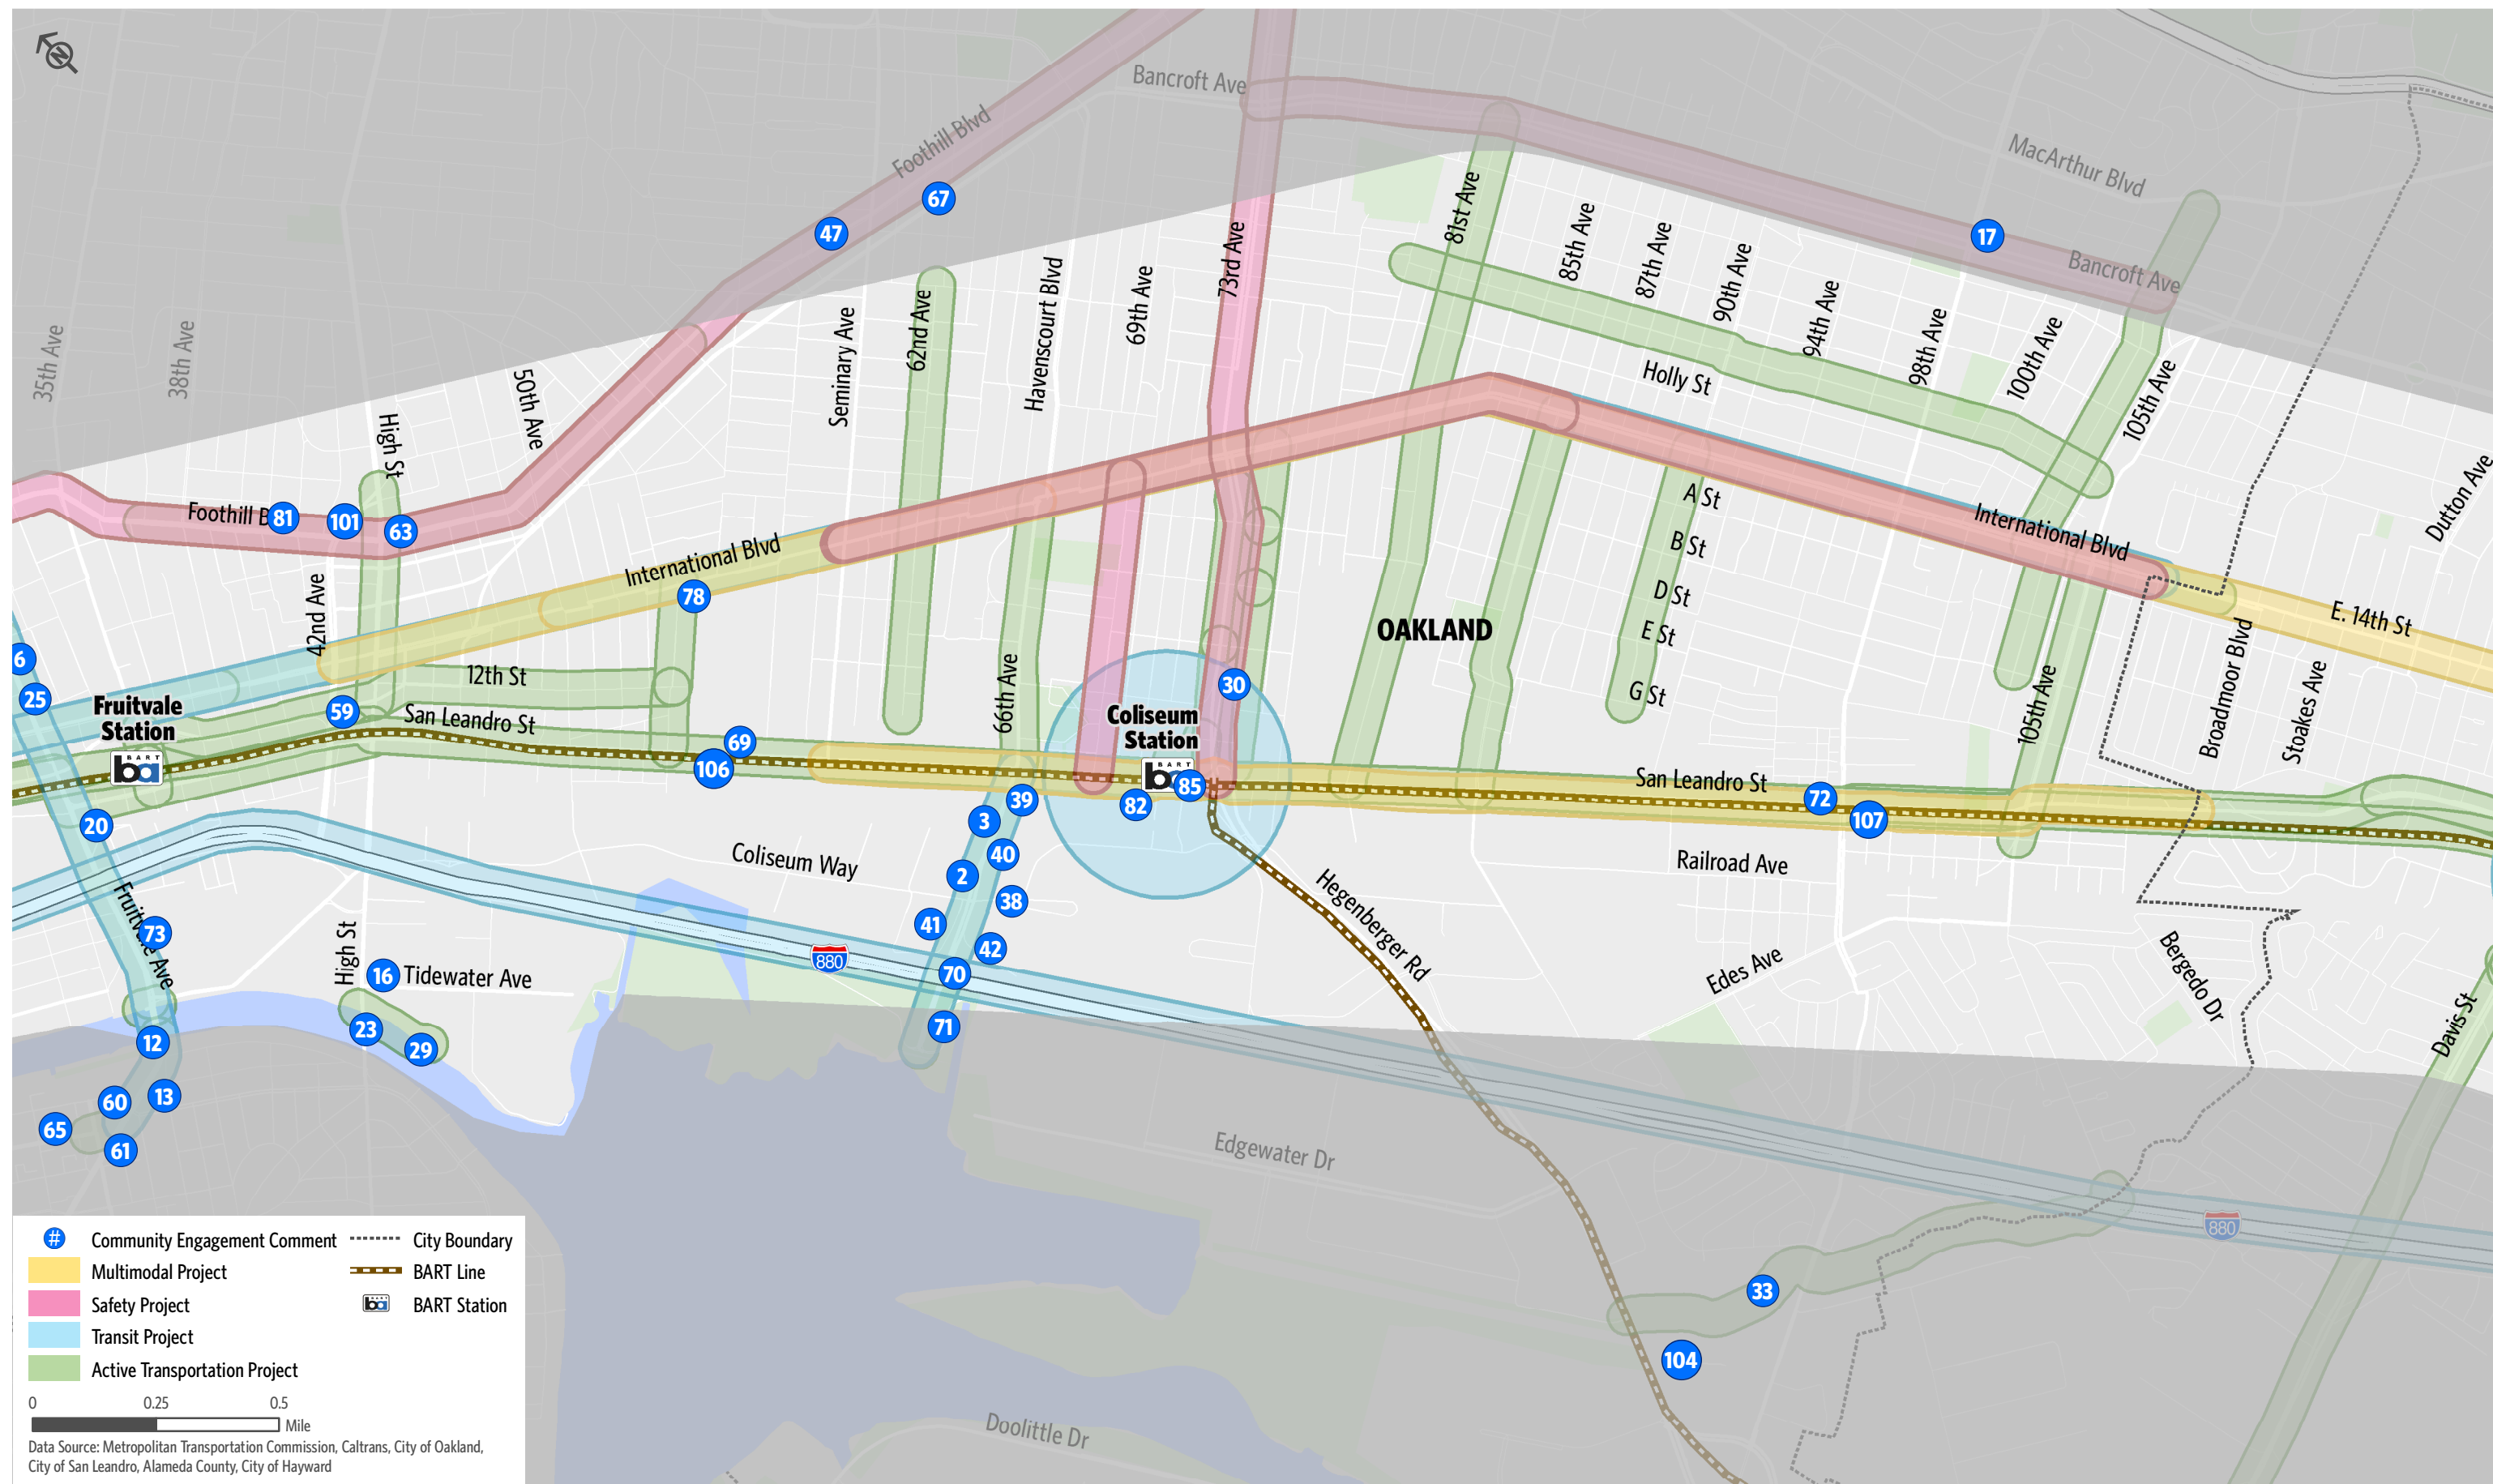 Bancroft Ave
Foothill Blvd
MacArthur Blvd
67
47
17
81st Ave
85th Ave
87th Ave
90th Ave
94th Ave
98th Ave
100th Ave
105th Ave
Bancroft Ave
73rd Ave
69th Ave
Havenscourt Blvd
62nd Ave
Seminary Ave
35th Ave
38th Ave
High St
50th Ave
Holly St
Dutton Ave
Foothill B
81
101
63
A St
B St
D St
E St
G St
International Blvd
International Blvd
78
42nd Ave
OAKLAND
E. 14th St
Broadmoor Blvd
Stoakes Ave
105th Ave
6
25
12th St
66th Ave
30
Fruitvale
Station
59
San Leandro St
Coliseum
Station
BART
ba
BART
b
85
69
106
82
39
San Leandro St
72
107
20
3
40
2
38
41
42
70
71
Coliseum Way
Railroad Ave
Hegenberger Rd
Edes Ave
Bergedo Dr
Davis St
Fruitvale Ave
73
High St
16
Tidewater Ave
880
23
29
12
60
13
65
61
Edgewater Dr
880
33
104
Doolittle Dr
# Community Engagement Comment
Multimodal Project
Safety Project
Transit Project
Active Transportation Project
City Boundary
BART Line
ba BART Station
0 0.25 0.5
Mile
Data Source: Metropolitan Transportation Commission, Caltrans, City of Oakland,
City of San Leandro, Alameda County, City of Hayward